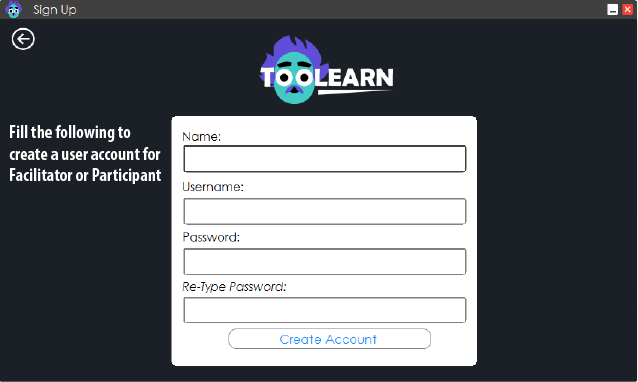 Sign Up
TOOLEARN
Fill the following to
create a user account for
Facilitator or Participant
Name:
Username:
Password:
Re-Type Password:
Create Account